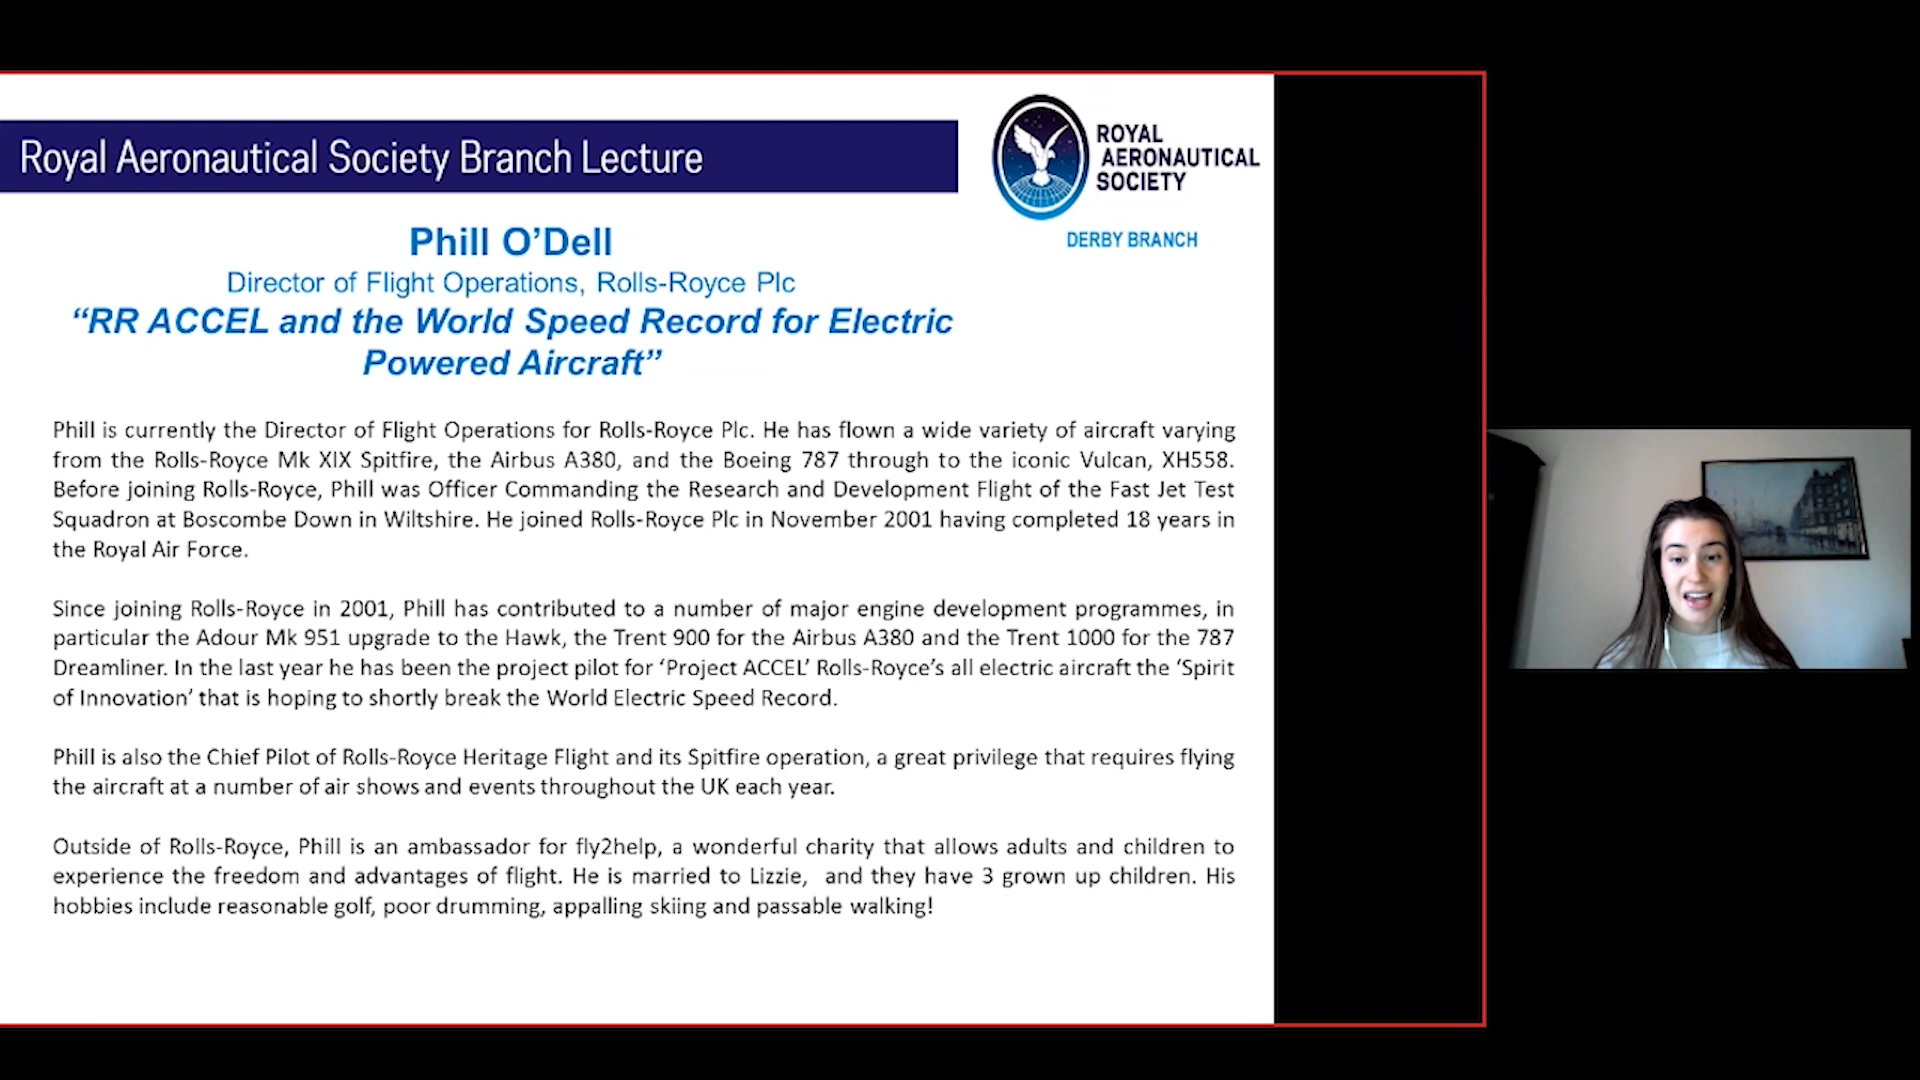 Royal Aeronautical Society Branch Lecture
ROYAL
AERONAUTICAL
SOCIETY
DERBY BRANCH
Phill O’Dell
Director of Flight Operations, Rolls-Royce Plc
“RR ACCEL and the World Speed Record for Electric
Powered Aircraft”
Phill is currently the Director of Flight Operations for Rolls-Royce Plc. He has flown a wide variety of aircraft varying
from the Rolls-Royce Mk XIX Spitfire, the Airbus A380, and the Boeing 787 through to the iconic Vulcan, XH558.
Before joining Rolls-Royce, Phill was Officer Commanding the Research and Development Flight of the Fast Jet Test
Squadron at Boscombe Down in Wiltshire. He joined Rolls-Royce Plc in November 2001 having completed 18 years in
the Royal Air Force.
Since joining Rolls-Royce in 2001, Phill has contributed to a number of major engine development programmes, in
particular the Adour Mk 951 upgrade to the Hawk, the Trent 900 for the Airbus A380 and the Trent 1000 for the 787
Dreamliner. In the last year he has been the project pilot for ‘Project ACCEL’ Rolls-Royce’s all electric aircraft the ‘Spirit
of Innovation’ that is hoping to shortly break the World Electric Speed Record.
Phill is also the Chief Pilot of Rolls-Royce Heritage Flight and its Spitfire operation, a great privilege that requires flying
the aircraft at a number of air shows and events throughout the UK each year.
Outside of Rolls-Royce, Phill is an ambassador for fly2help, a wonderful charity that allows adults and children to
experience the freedom and advantages of flight. He is married to Lizzie, and they have 3 grown up children. His
hobbies include reasonable golf, poor drumming, appalling skiing and passable walking!